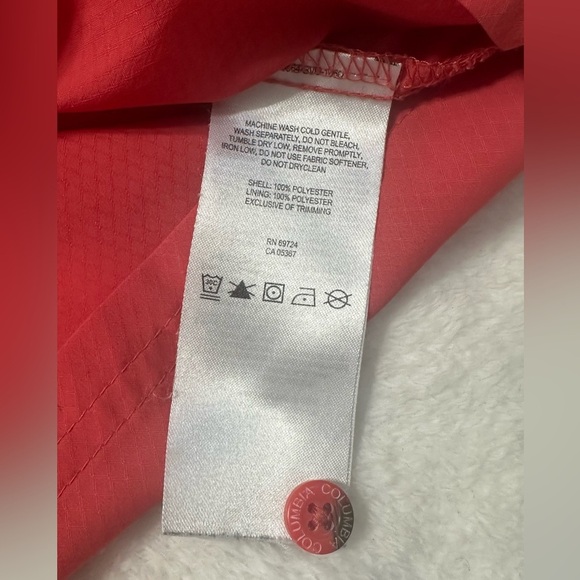 MACHINE WASH COLD GENTLE,
WASH SEPARATELY, DO NOT BLEACH,
TUMBLE DRY LOW, REMOVE PROMPTLY,
IRON LOW, DO NOT USE FABRIC SOFTENER,
DO NOT DRYCLEAN
SHELL: 100% POLYESTER
LINING: 100% POLYESTER
EXCLUSIVE OF TRIMMING
RN 69724
CA 05367
30C
COLUMBIA COLUMBIA